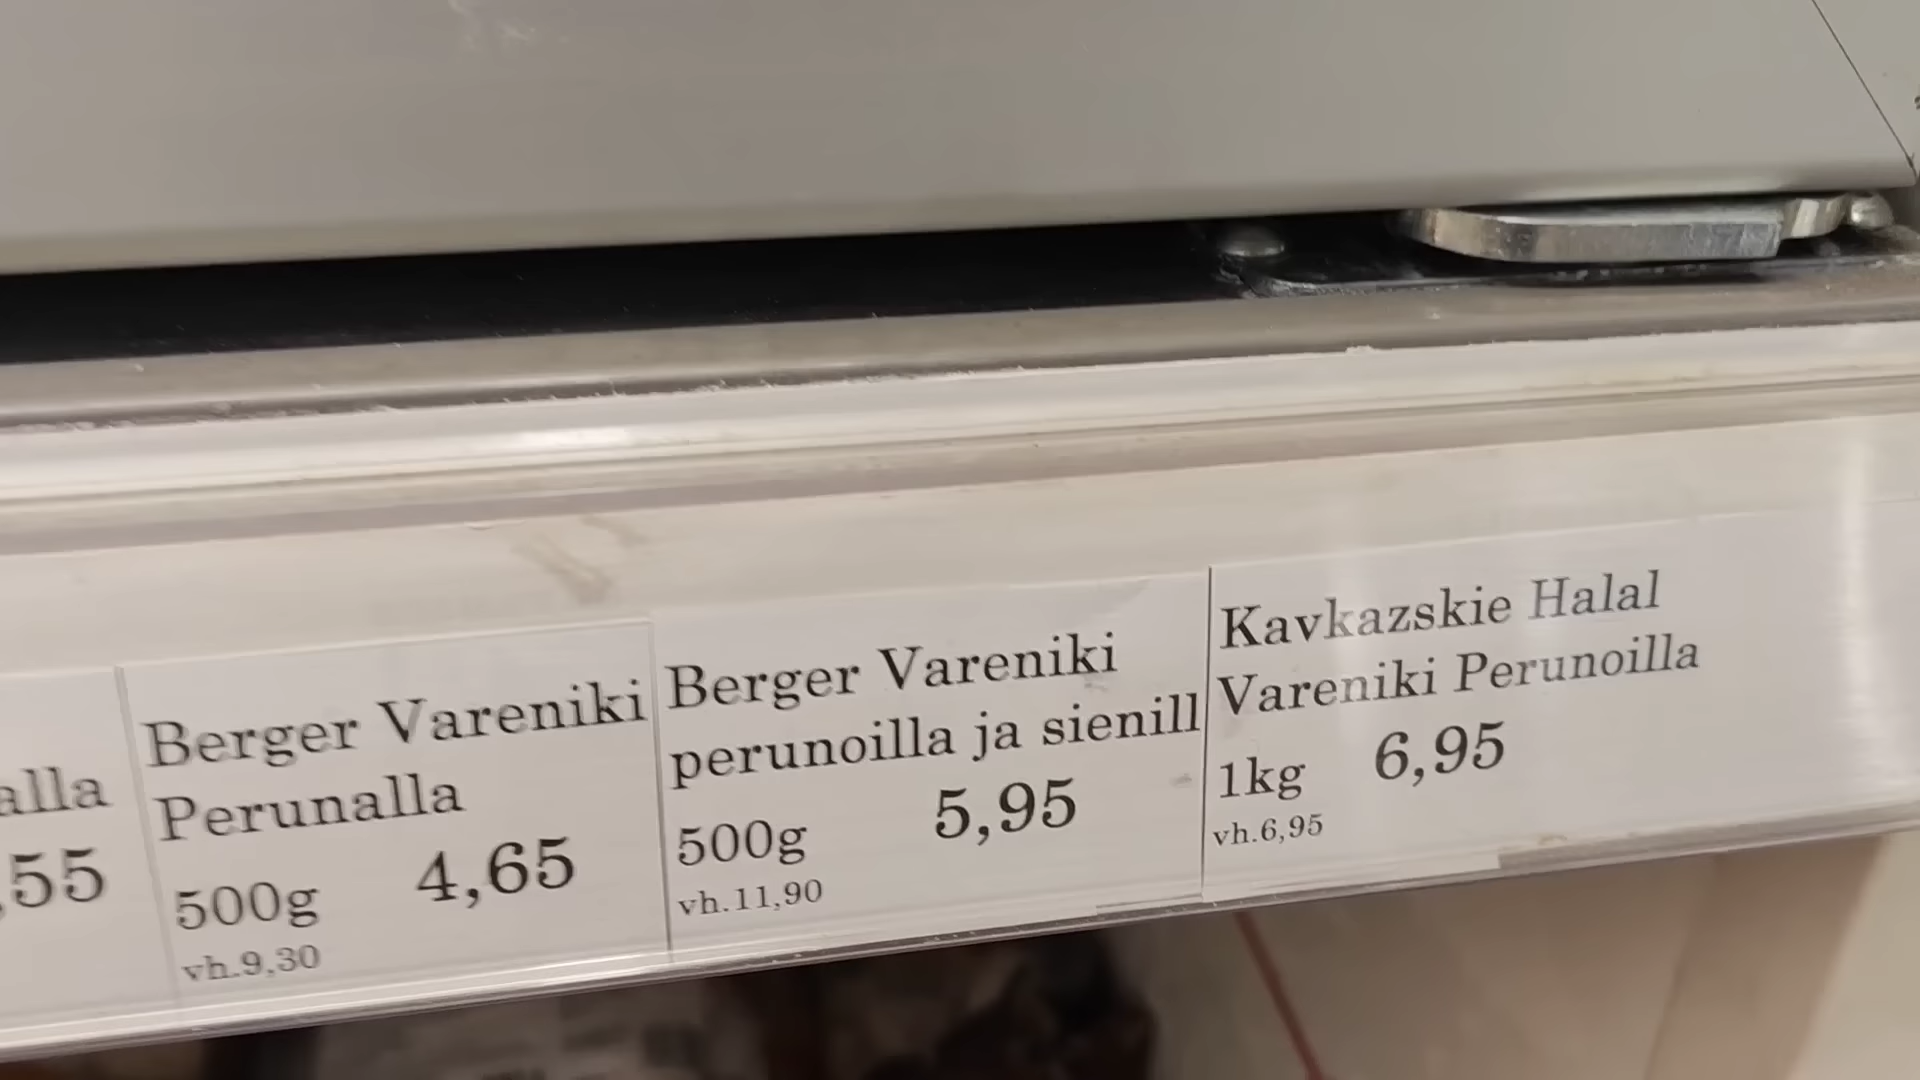 alla
,55
Berger Vareniki
Perunalla
500g 4,65
vh.9,30
Berger Vareniki
perunoilla ja sienill
500g 5,95
vh.11,90
Kavkazskie Halal
Vareniki Perunoilla
1kg 6,95
vh.6,95